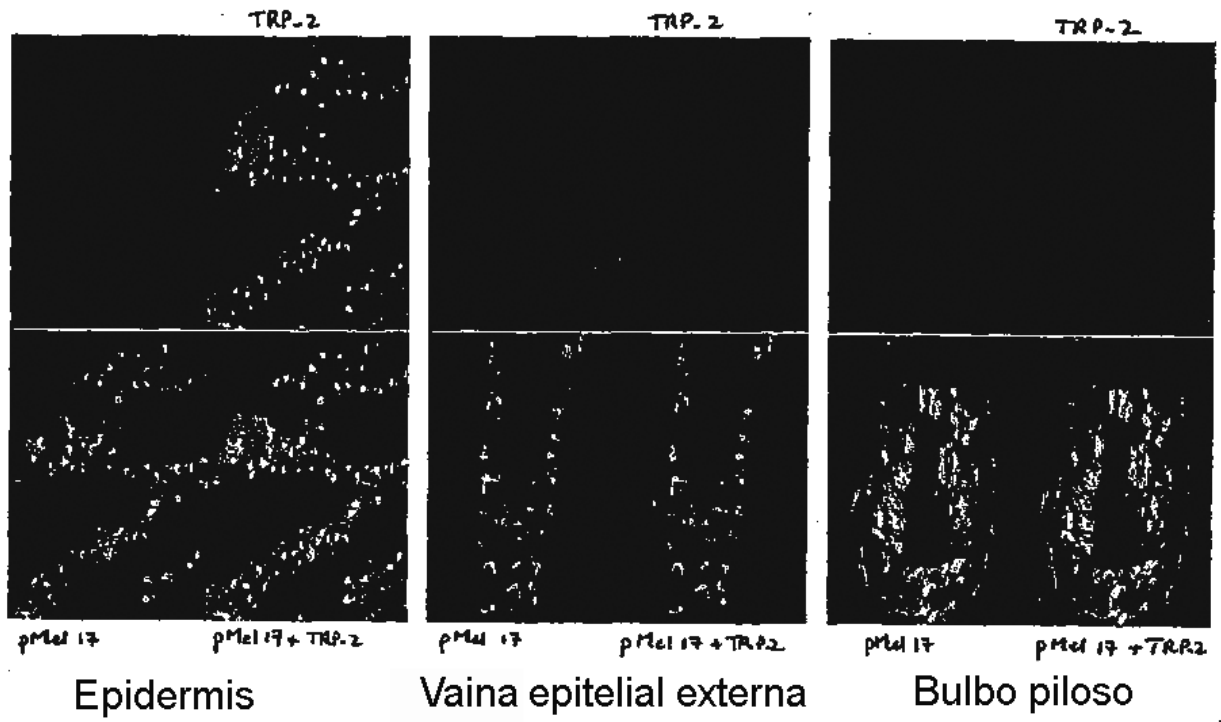 TRP-2 TRP-2 TRP-2
pMel 17 pMel 17 + TRP-2 pMel 17 pMel 17 + TRP2 pMel 17 pMel 17 + TRP2
Epidermis Vaina epitelial externa Bulbo piloso